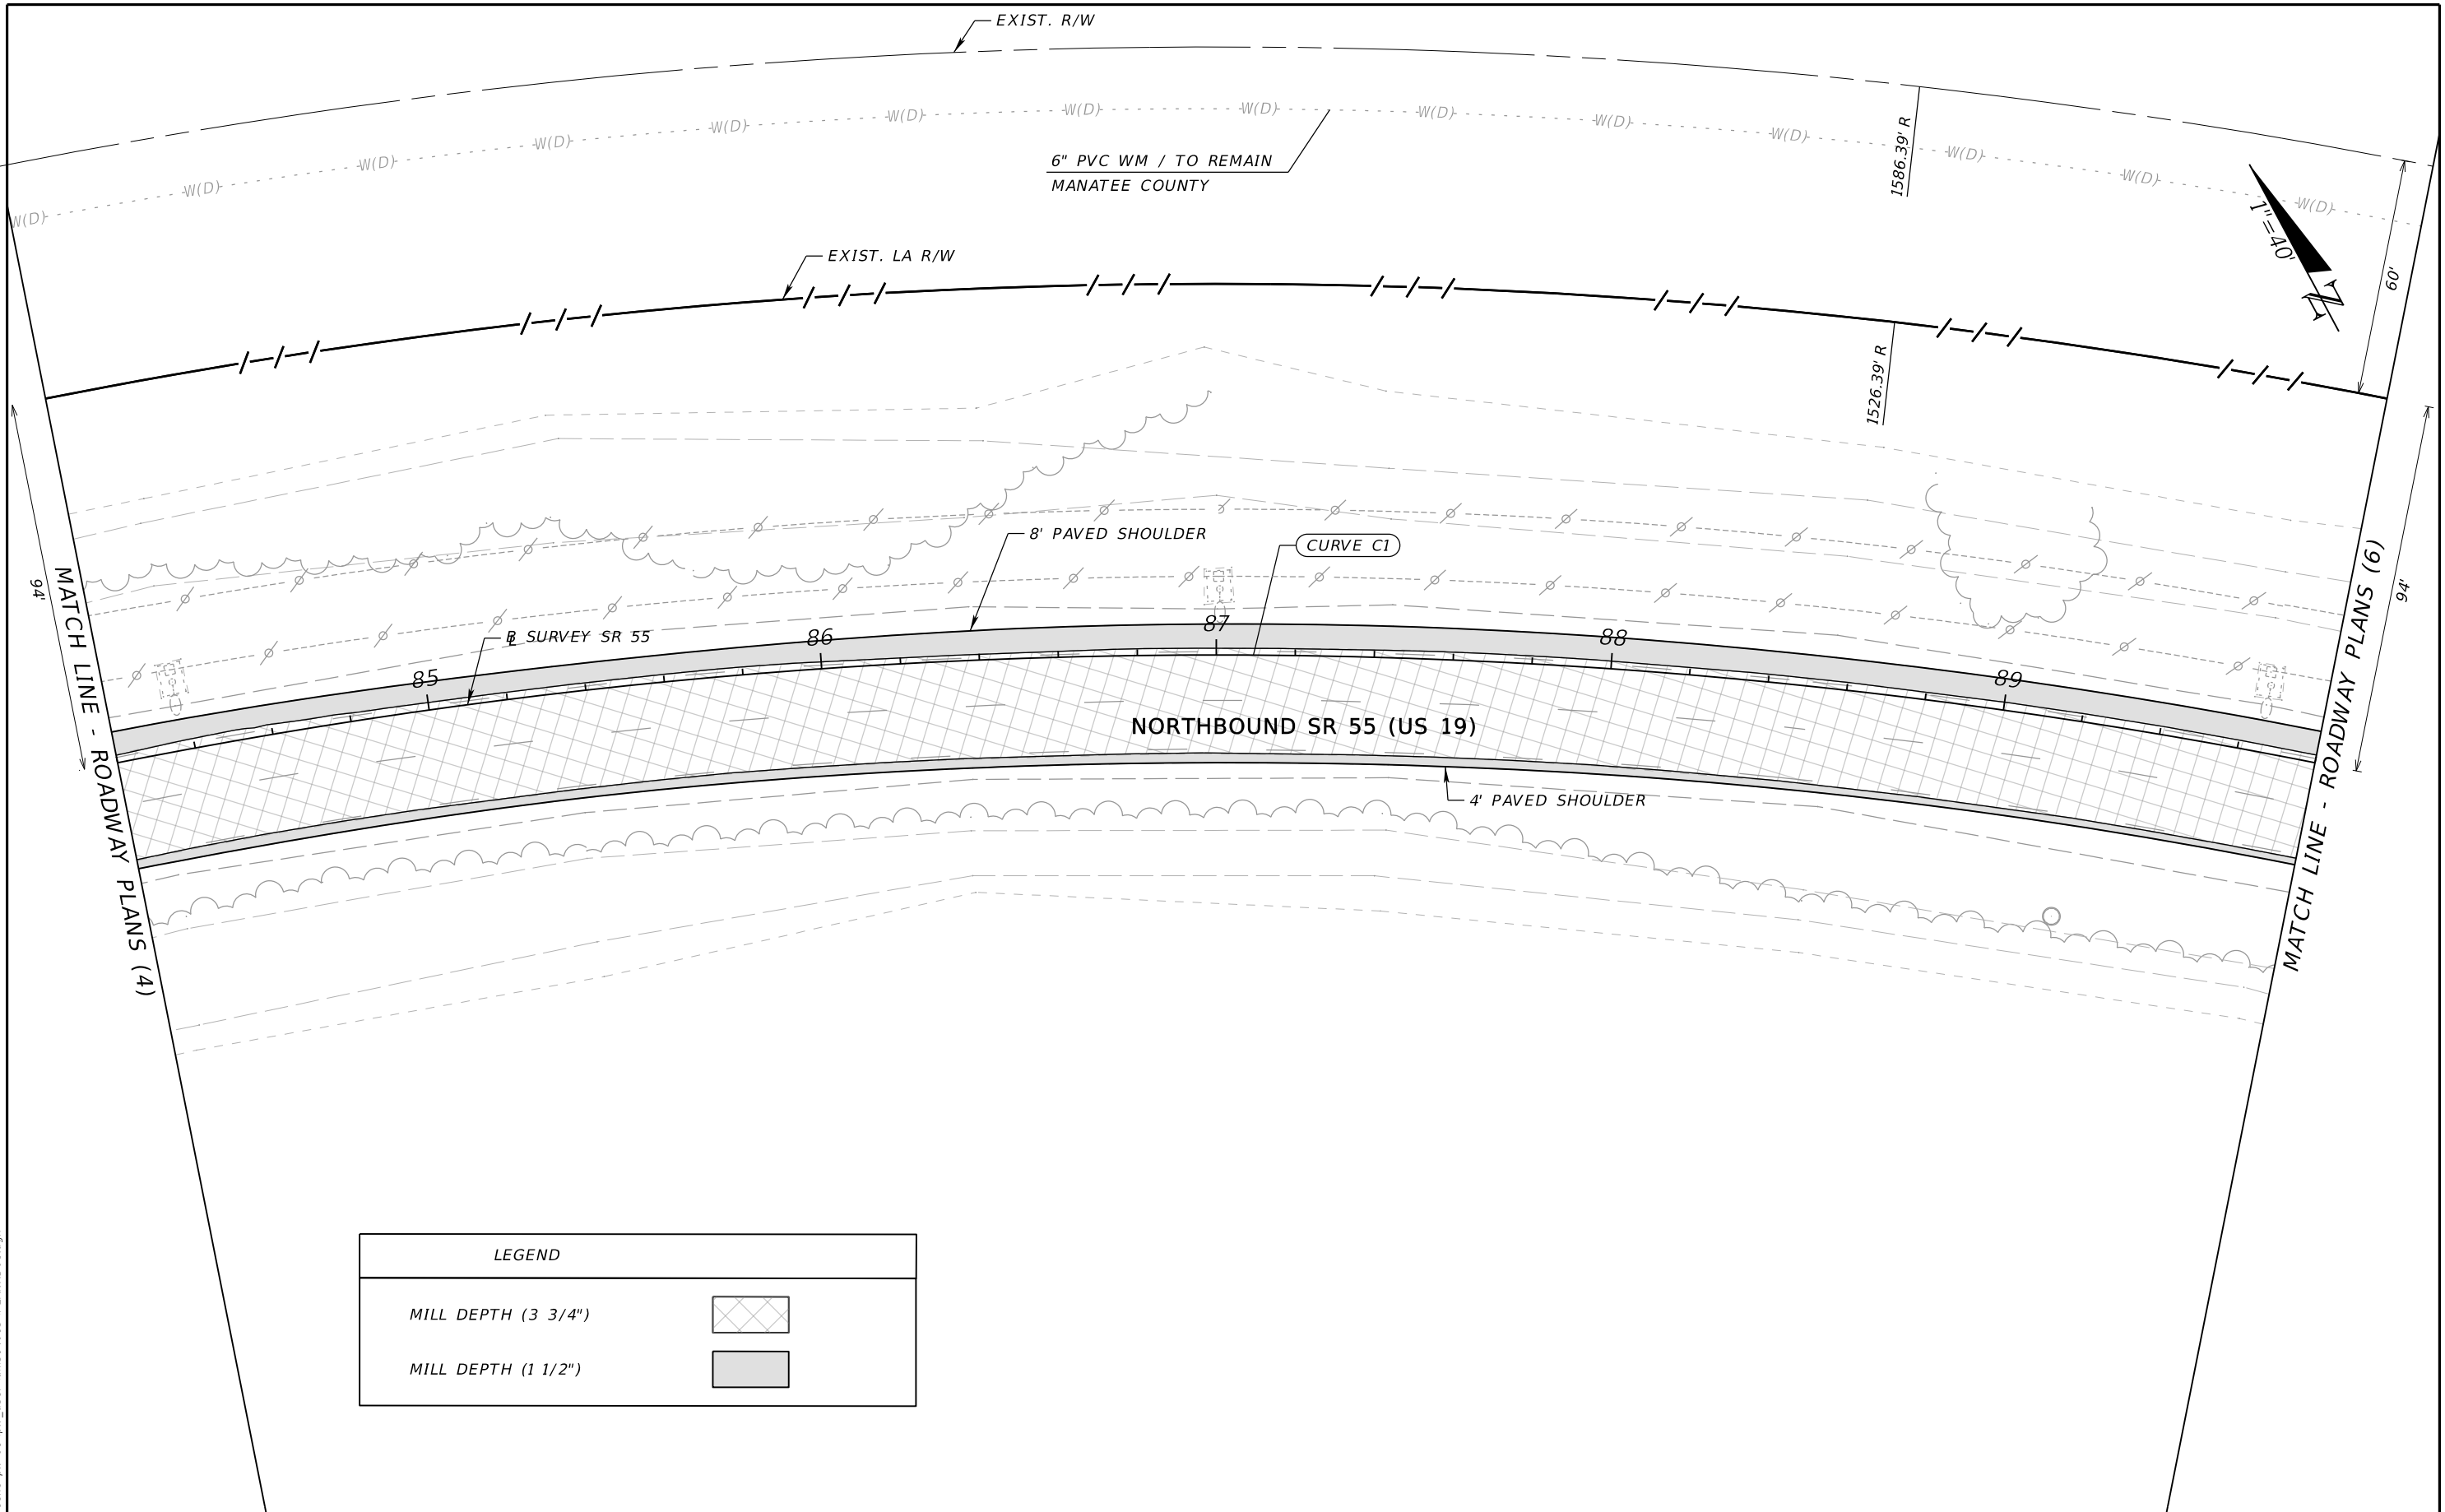 EXIST. R/W
W(D) W(D) W(D) W(D) W(D) W(D) W(D) W(D) W(D) W(D) W(D) W(D) W(D) W(D)
6" PVC WM / TO REMAIN
MANATEE COUNTY
1586.39' R
1"=40'
N
60'
EXIST. LA R/W
1526.39' R
8' PAVED SHOULDER
CURVE C1
94'
94'
MATCH LINE - ROADWAY PLANS (4)
MATCH LINE - ROADWAY PLANS (6)
B SURVEY SR 55
85
86
87
88
89
NORTHBOUND SR 55 (US 19)
4' PAVED SHOULDER
LEGEND
MILL DEPTH (3 3/4")
MILL DEPTH (1 1/2")